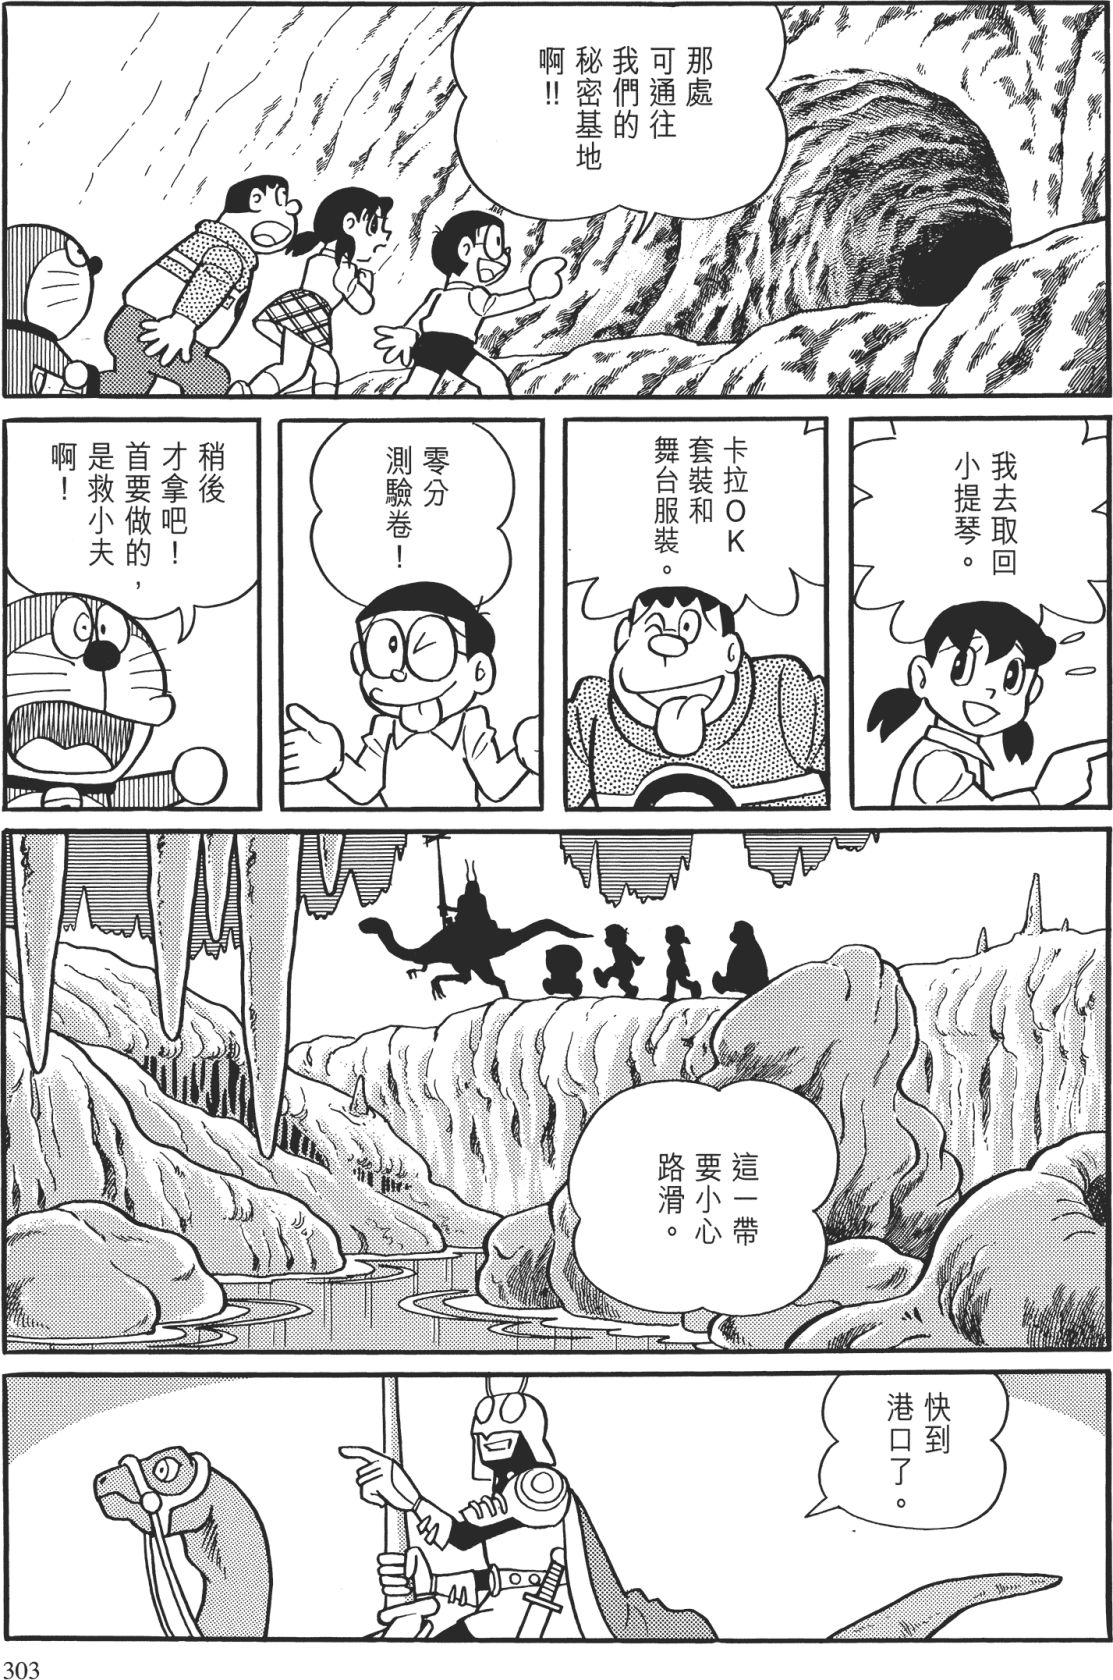 那處
可通往
我們的
秘密基地
啊!!
我去取回
小提琴。
卡拉OK
套裝和
舞台服裝。
零分
測驗卷！
稍後
才拿吧！
首要做的，
是救小夫
啊！
這一帶
要小心
路滑。
快到
港口了。
303